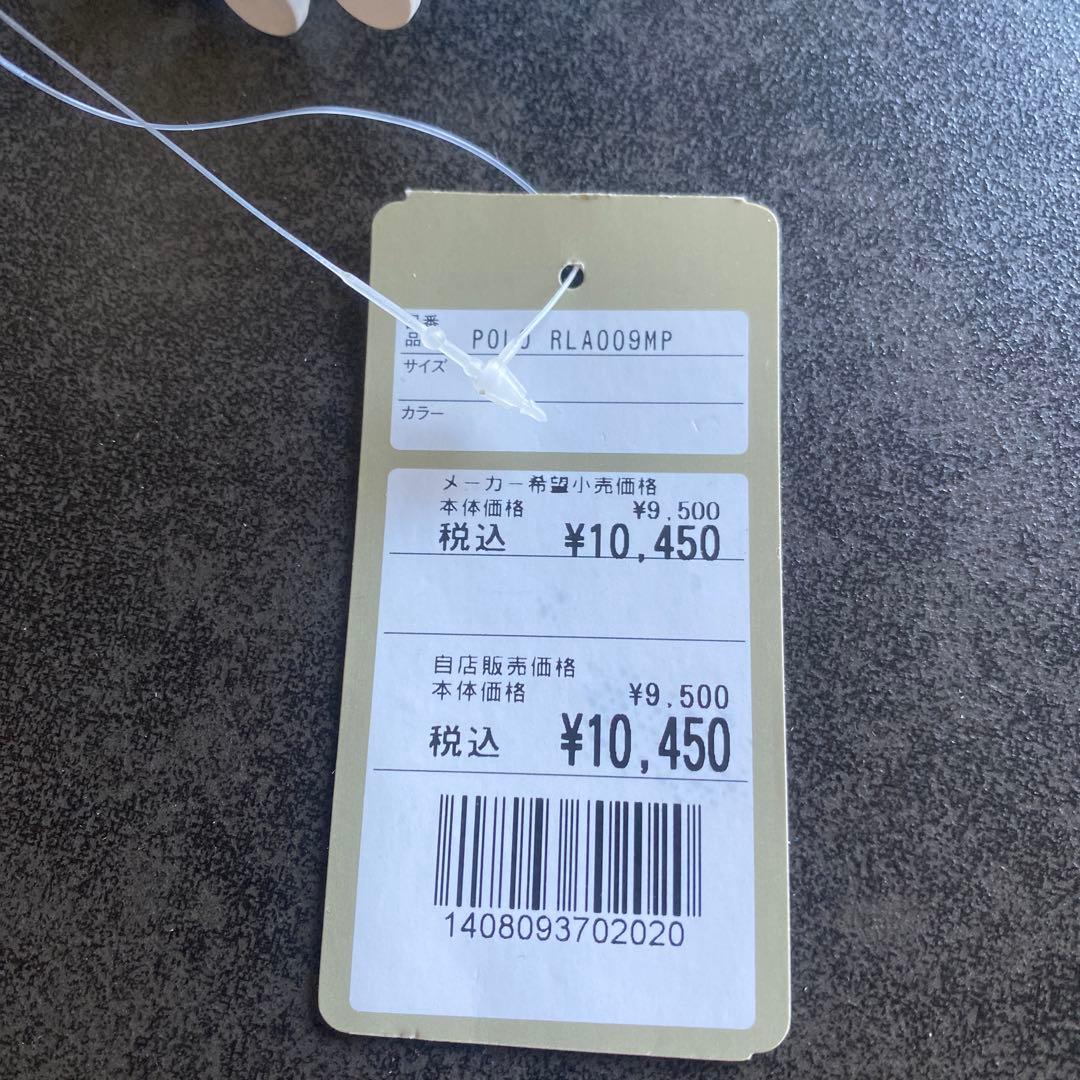 品番
品
POLO RLA009MP
サイズ
カラー
メーカー希望小売価格
本体価格 ¥9,500
税込 ¥10,450
自店販売価格
本体価格 ¥9,500
税込 ¥10,450
1408093702020